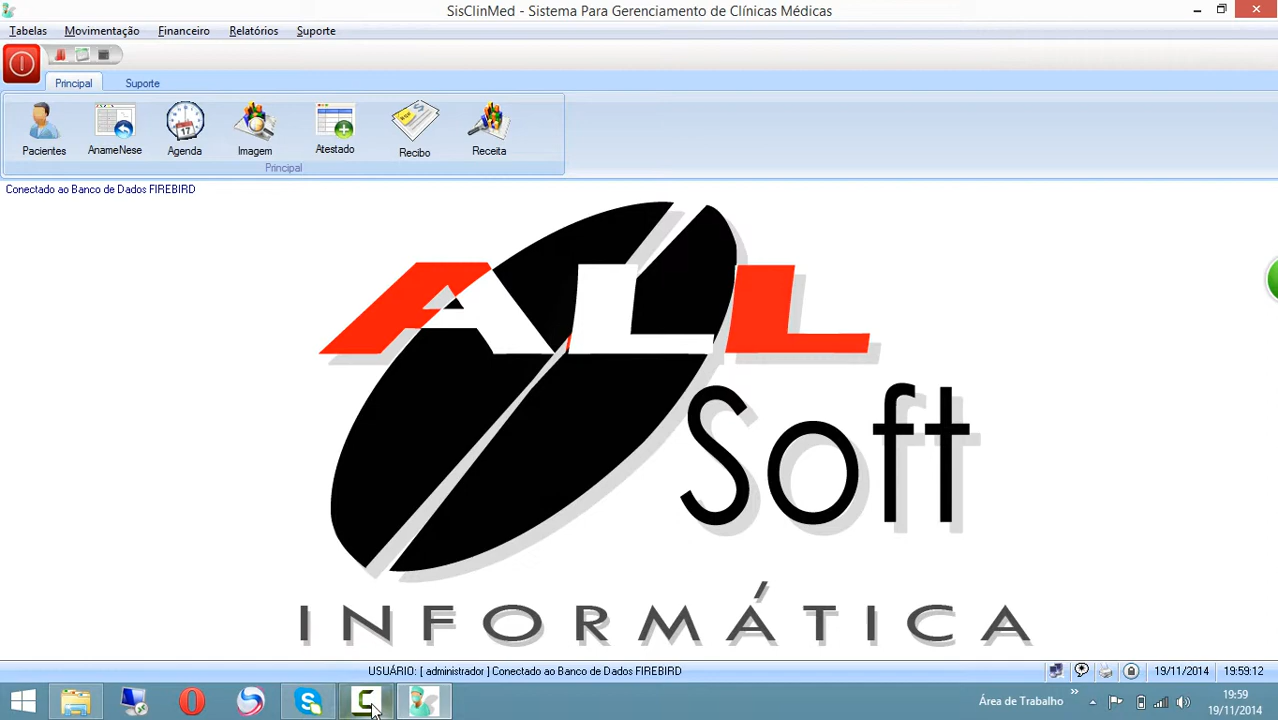 SisClinMed - Sistema Para Gerenciamento de Clínicas Médicas
Tabelas Movimentação Financeiro Relatórios Suporte
Principal Suporte
Pacientes AnameNese Agenda Imagem Atestado Recibo Receita
Principal
Conectado ao Banco de Dados FIREBIRD
ALL
Soft
INFORMÁTICA
USUÁRIO: [ administrador ] Conectado ao Banco de Dados FIREBIRD 19/11/2014 19:59:12
Área de Trabalho 19:59
19/11/2014